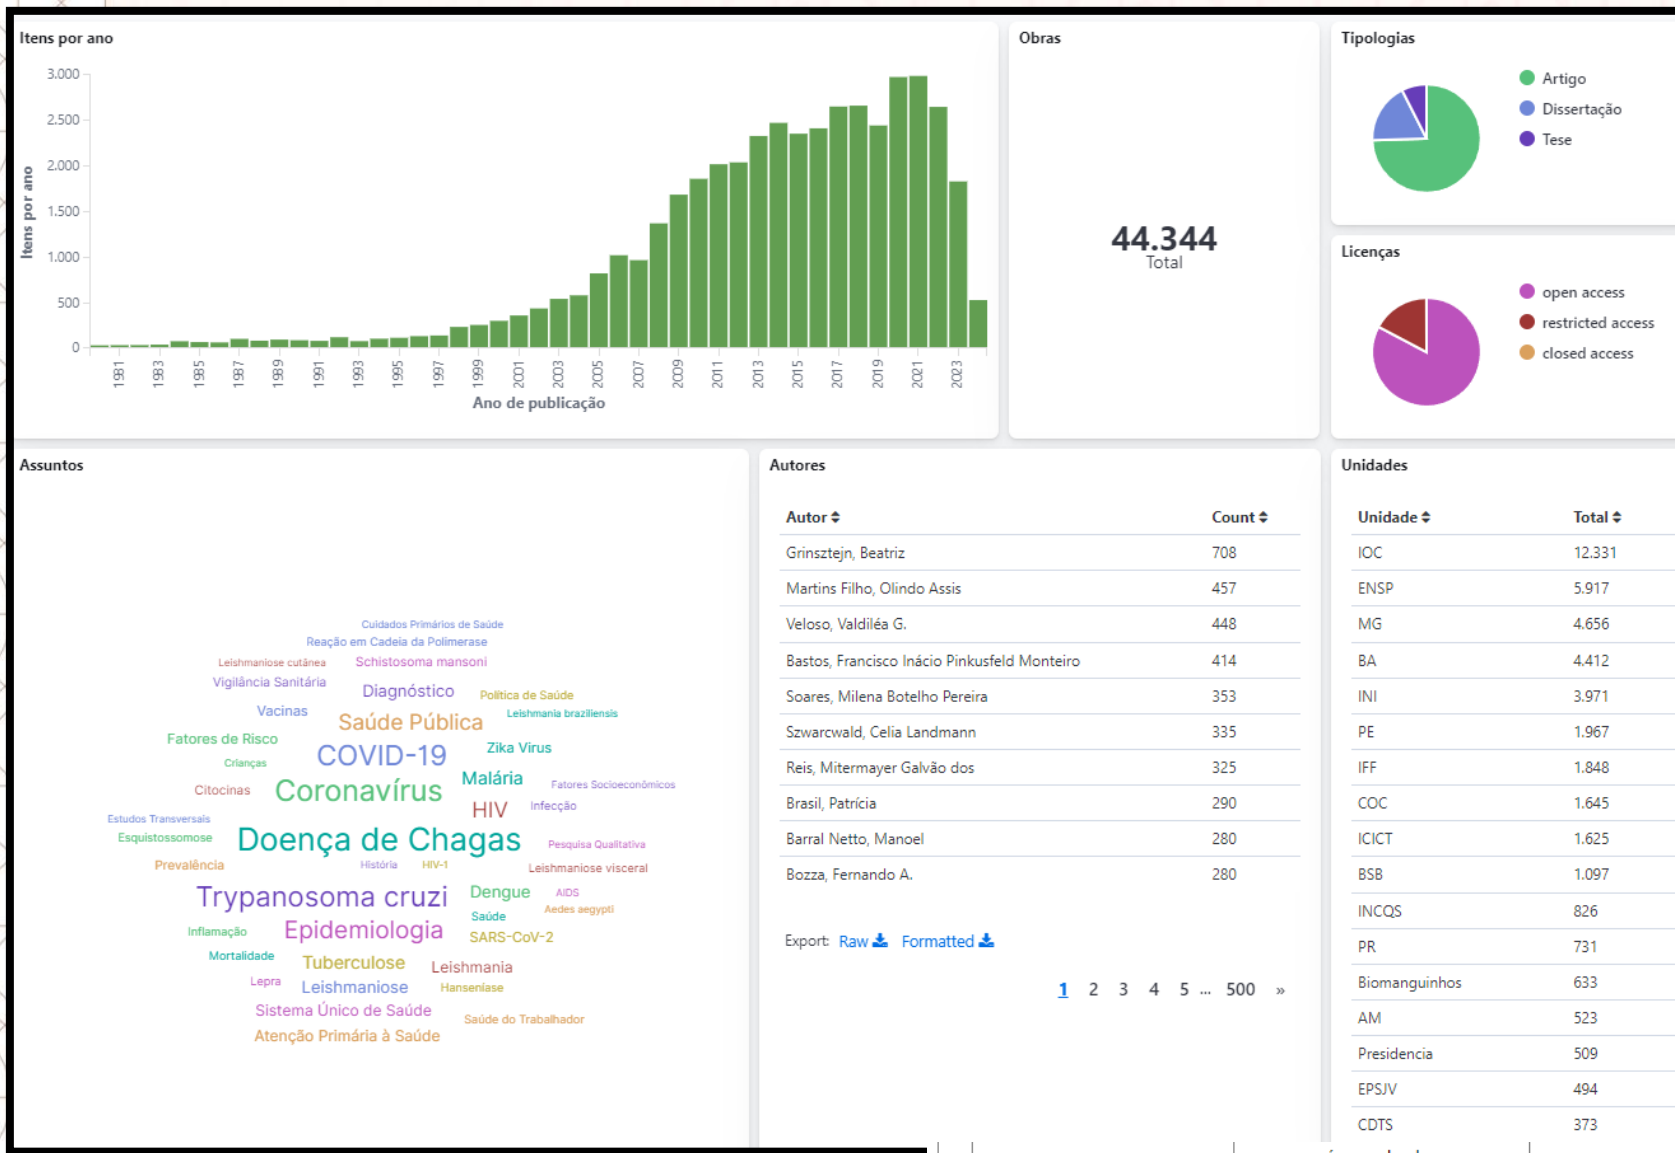 Itens por ano
3.000
2.500
2.000
1.500
1.000
500
0
Itens por ano
1981
1983
1985
1987
1989
1991
1993
1995
1997
1999
2001
2003
2005
2007
2009
2011
2013
2015
2017
2019
2021
2023
Ano de publicação
Obras
44.344
Total
Tipologias
Artigo
Dissertação
Tese
Licenças
open access
restricted access
closed access
Assuntos
Cuidados Primários de Saúde
Reação em Cadeia da Polimerase
Leishmaniose cutânea Schistosoma mansoni
Vigilância Sanitária Diagnóstico Política de Saúde
Vacinas Saúde Pública Leishmania braziliensis
Fatores de Risco COVID-19 Zika Virus
Crianças Malária Fatores Socioeconômicos
Citocinas Coronavírus HIV Infecção
Estudos Transversais
Esquistossomose Doença de Chagas Pesquisa Qualitativa
Prevalência História HIV-1 Leishmaniose visceral
Trypanosoma cruzi Dengue AIDS
Saúde Aedes aegypti
Inflamação Epidemiologia SARS-CoV-2
Mortalidade Tuberculose Leishmania
Lepra Leishmaniose Hanseníase
Sistema Único de Saúde Saúde do Trabalhador
Atenção Primária à Saúde
Autores
Autor Count
Grinsztejn, Beatriz 708
Martins Filho, Olindo Assis 457
Veloso, Valdiléa G. 448
Bastos, Francisco Inácio Pinkusfeld Monteiro 414
Soares, Milena Botelho Pereira 353
Szwarcwald, Celia Landmann 335
Reis, Mitermayer Galvão dos 325
Brasil, Patrícia 290
Barral Netto, Manoel 280
Bozza, Fernando A. 280
Export: Raw Formatted
1 2 3 4 5 ... 500 »
Unidades
Unidade Total
IOC 12.331
ENSP 5.917
MG 4.656
BA 4.412
INI 3.971
PE 1.967
IFF 1.848
COC 1.645
ICICT 1.625
BSB 1.097
INCQS 826
PR 731
Biomanguinhos 633
AM 523
Presidencia 509
EPSJV 494
CDTS 373